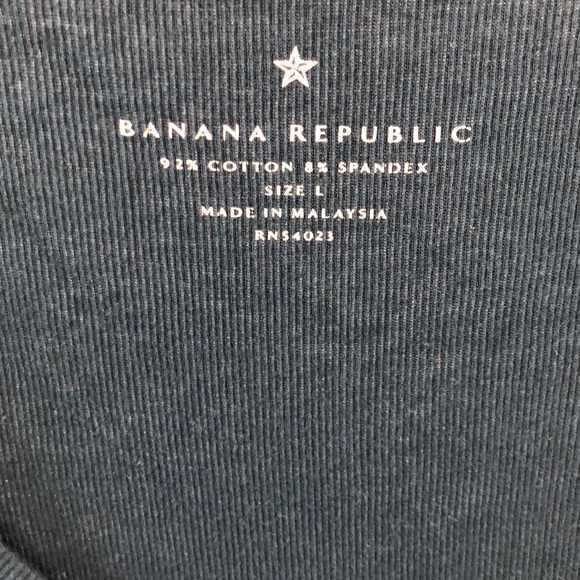 BANANA REPUBLIC
92% COTTON 8% SPANDEX
SIZE L
MADE IN MALAYSIA
RN54023